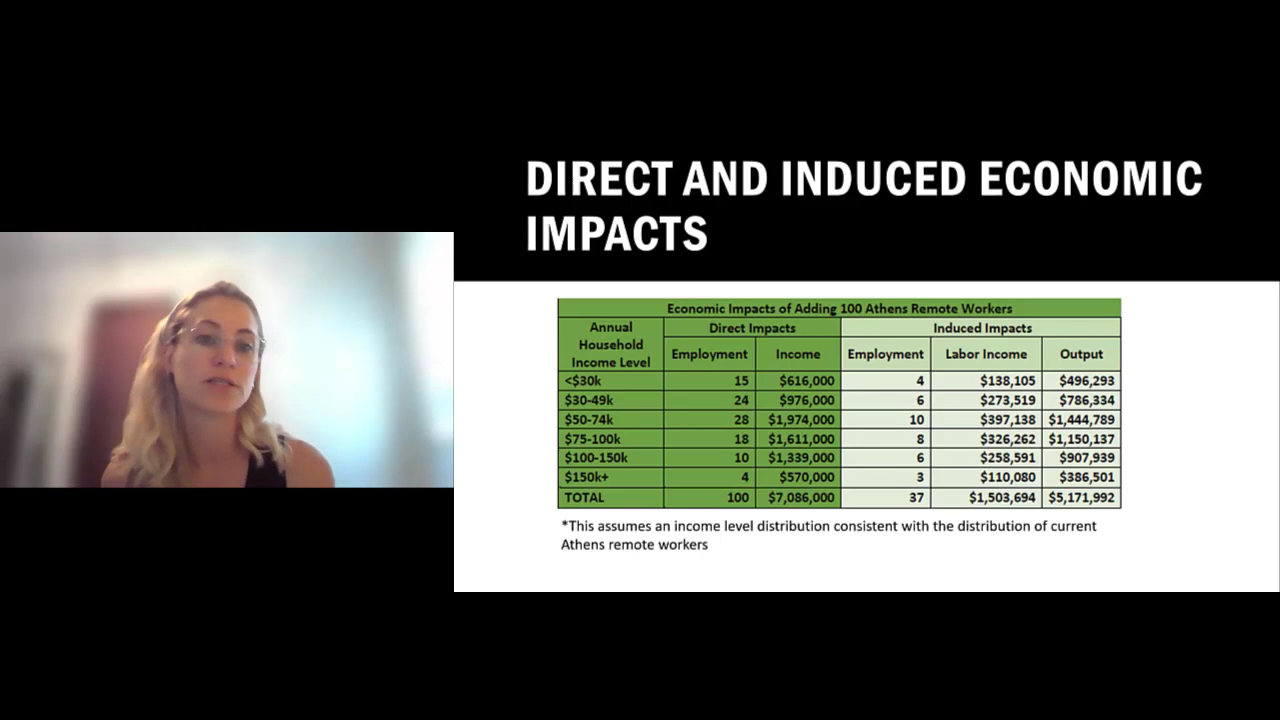 DIRECT AND INDUCED ECONOMIC
IMPACTS
Economic Impacts of Adding 100 Athens Remote Workers
Annual Household Income Level Direct Impacts Induced Impacts
Employment Income Employment Labor Income Output
<$30k 15 $616,000 4 $138,105 $496,293
$30-49k 24 $976,000 6 $273,519 $786,334
$50-74k 28 $1,974,000 10 $397,138 $1,444,789
$75-100k 18 $1,611,000 8 $326,262 $1,150,137
$100-150k 10 $1,339,000 6 $258,591 $907,939
$150k+ 4 $570,000 3 $110,080 $386,501
TOTAL 100 $7,086,000 37 $1,503,694 $5,171,992
*This assumes an income level distribution consistent with the distribution of current
Athens remote workers